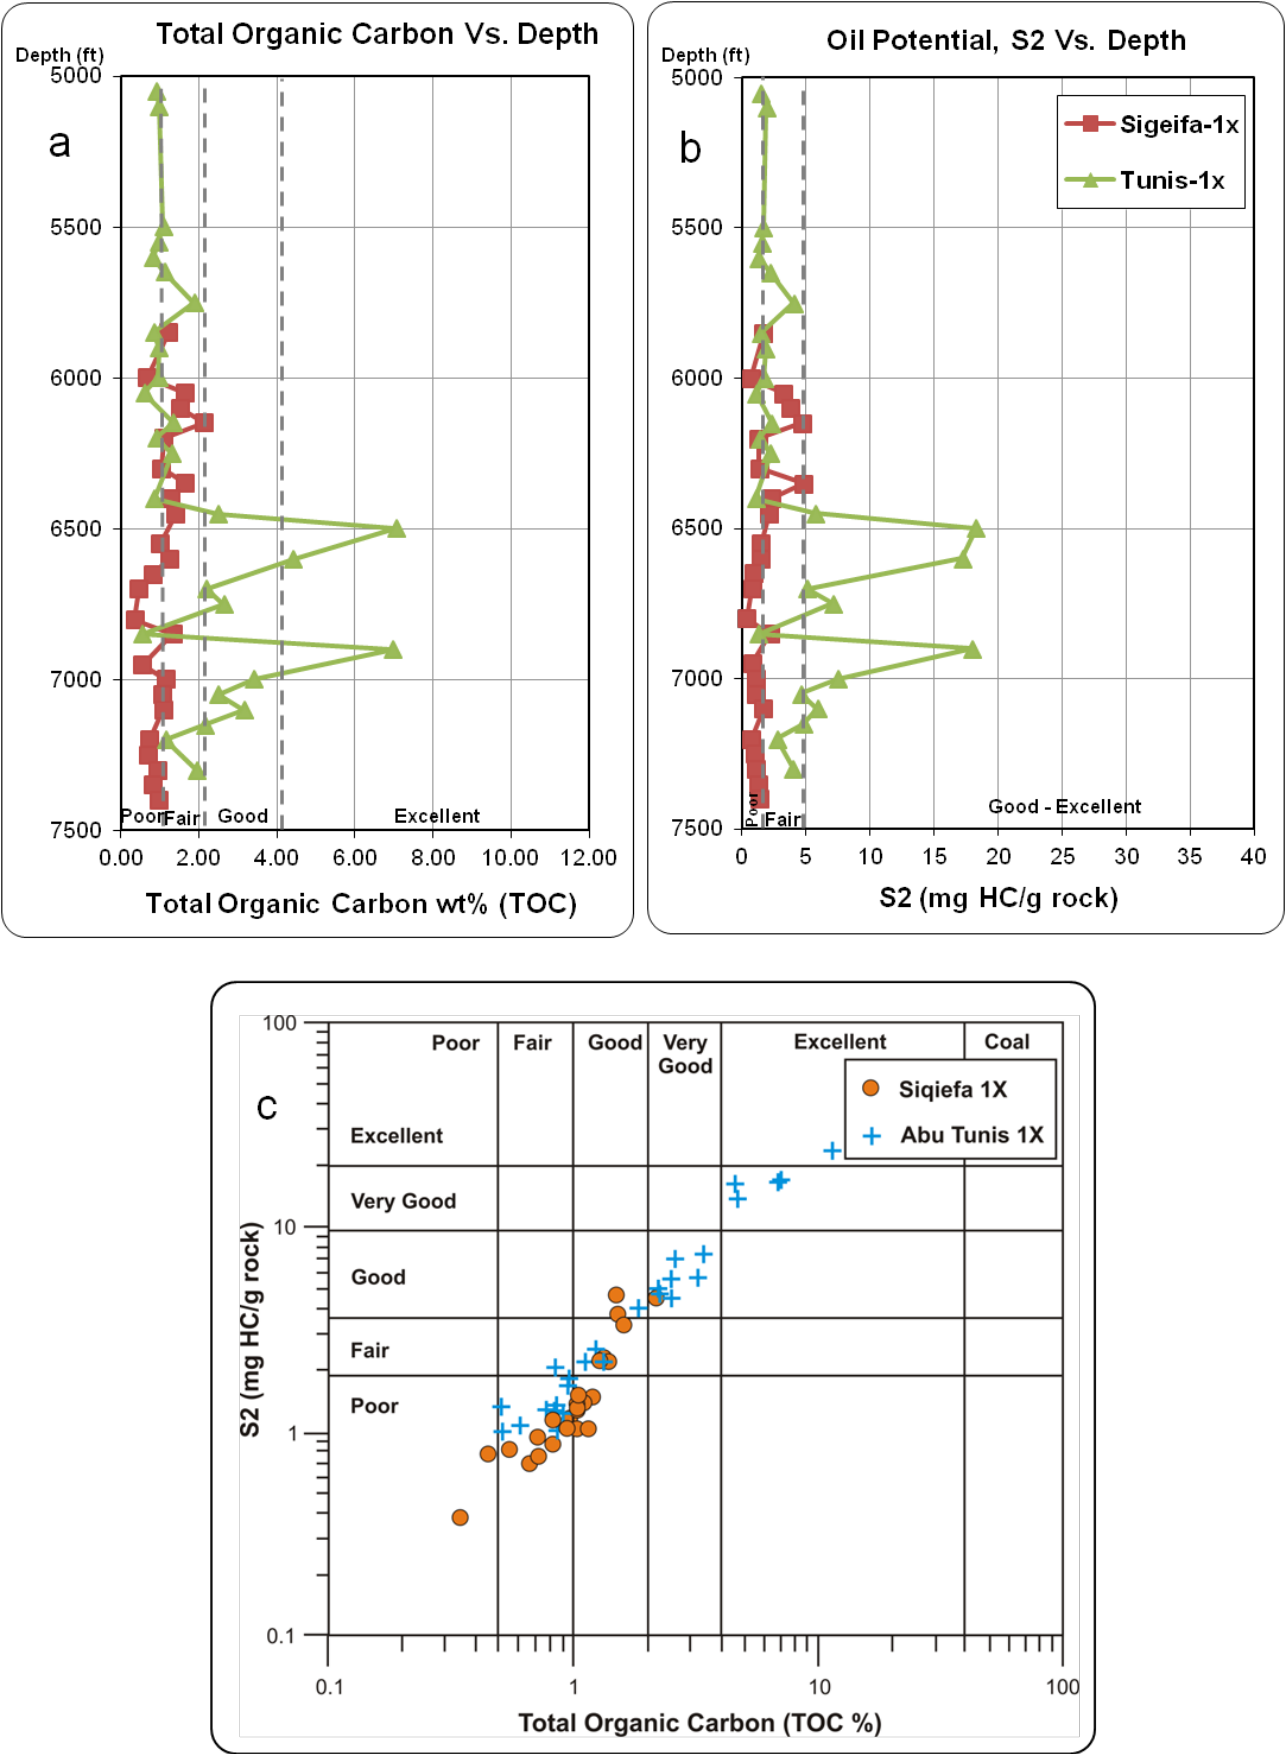 Total Organic Carbon Vs. Depth
Depth (ft)
a
5000
5500
6000
6500
7000
7500
Poor Fair Good Excellent
0.00 2.00 4.00 6.00 8.00 10.00 12.00
Total Organic Carbon wt% (TOC)
Oil Potential, S2 Vs. Depth
Depth (ft)
b
Sigeifa-1x
Tunis-1x
5000
5500
6000
6500
7000
7500
Poor Fair Good - Excellent
0 5 10 15 20 25 30 35 40
S2 (mg HC/g rock)
c
Poor Fair Good Very Good Excellent Coal
Siqiefa 1X
Abu Tunis 1X
Excellent
Very Good
Good
Fair
Poor
100
10
1
0.1
S2 (mg HC/g rock)
0.1 1 10 100
Total Organic Carbon (TOC %)